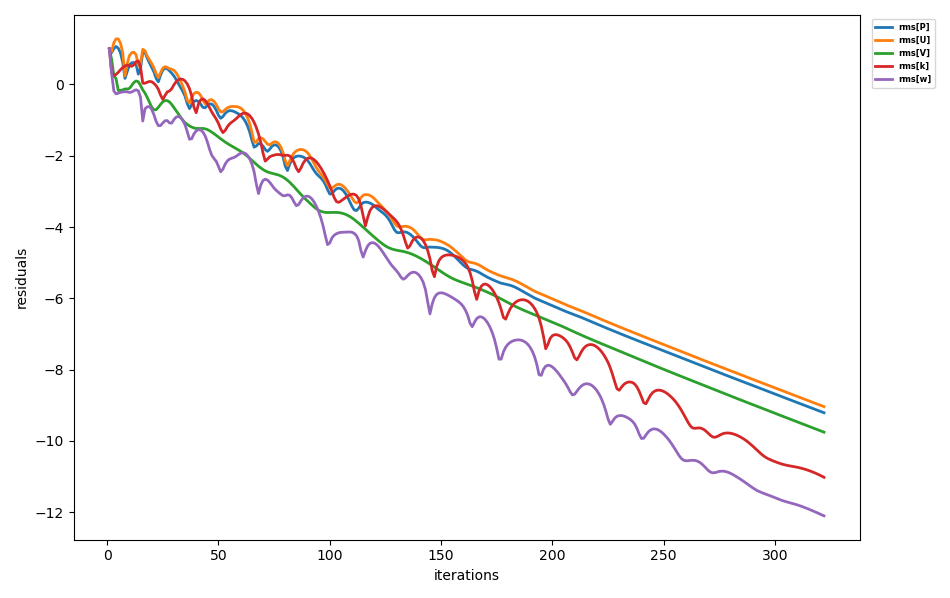 rms[P]
rms[U]
rms[V]
rms[k]
rms[w]
residuals
0
−2
−4
−6
−8
−10
−12
0 50 100 150 200 250 300
iterations